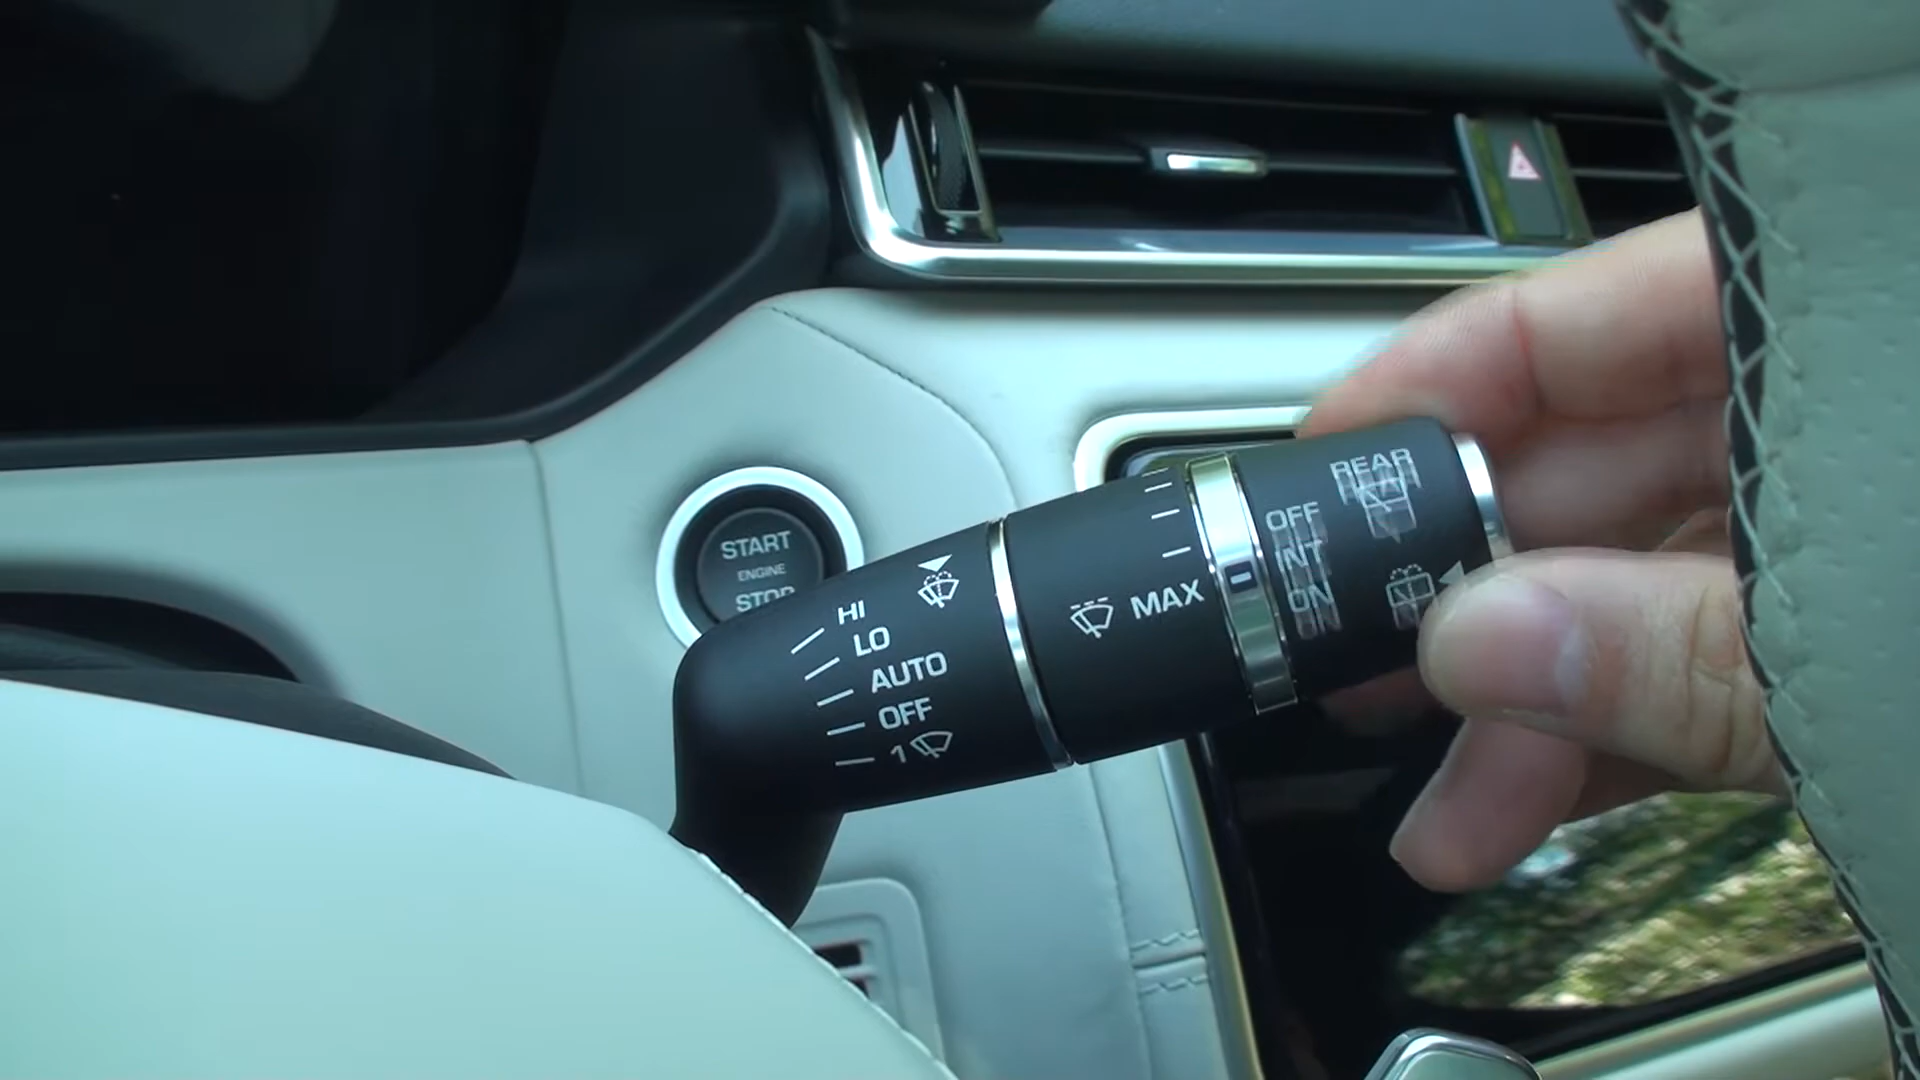 START
ENGINE
STOP
HI
LO
AUTO
OFF
1
MAX
OFF
INT
ON
REAR